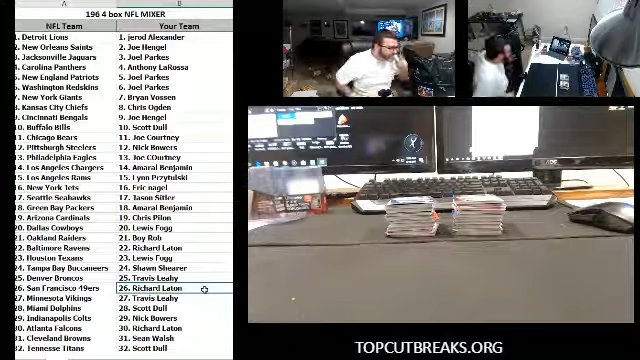 A B
196 4 box NFL MIXER
NFL Team Your Team
1. Detroit Lions 1. jerod Alexander
2. New Orleans Saints 2. Joe Hengel
3. Jacksonville Jaguars 3. Joel Parkes
4. Carolina Panthers 4. Anthony LaRossa
5. New England Patriots 5. Joel Parkes
6. Washington Redskins 6. Joel Parkes
7. New York Giants 7. Bryan Vossen
8. Kansas City Chiefs 8. Chris Ogden
9. Cincinnati Bengals 9. Joe Hengel
10. Buffalo Bills 10. Scott Dull
11. Chicago Bears 11. Joe Courtney
12. Pittsburgh Steelers 12. Nick Bowers
13. Philadelphia Eagles 13. Joe COurtney
14. Los Angeles Chargers 14. Amaral Benjamin
15. Los Angeles Rams 15. Lynn Przytulski
16. New York Jets 16. Eric nagel
17. Seattle Seahawks 17. Jason Sitler
18. Green Bay Packers 18. Amaral Benjamin
19. Arizona Cardinals 19. Chris Pilon
20. Dallas Cowboys 20. Lewis Fogg
21. Oakland Raiders 21. Boy Rob
22. Baltimore Ravens 22. Richard Laton
23. Houston Texans 23. Lewis Fogg
24. Tampa Bay Buccaneers 24. Shawn Shearer
25. Denver Broncos 25. Travis Leahy
26. San Francisco 49ers 26. Richard Laton
27. Minnesota Vikings 27. Travis Leahy
28. Miami Dolphins 28. Scott Dull
29. Indianapolis Colts 29. Nick Bowers
30. Atlanta Falcons 30. Richard Laton
31. Cleveland Browns 31. Sean Walsh
32. Tennese Titans 32. Scott Dull
TOPCUTBREAKS.ORG